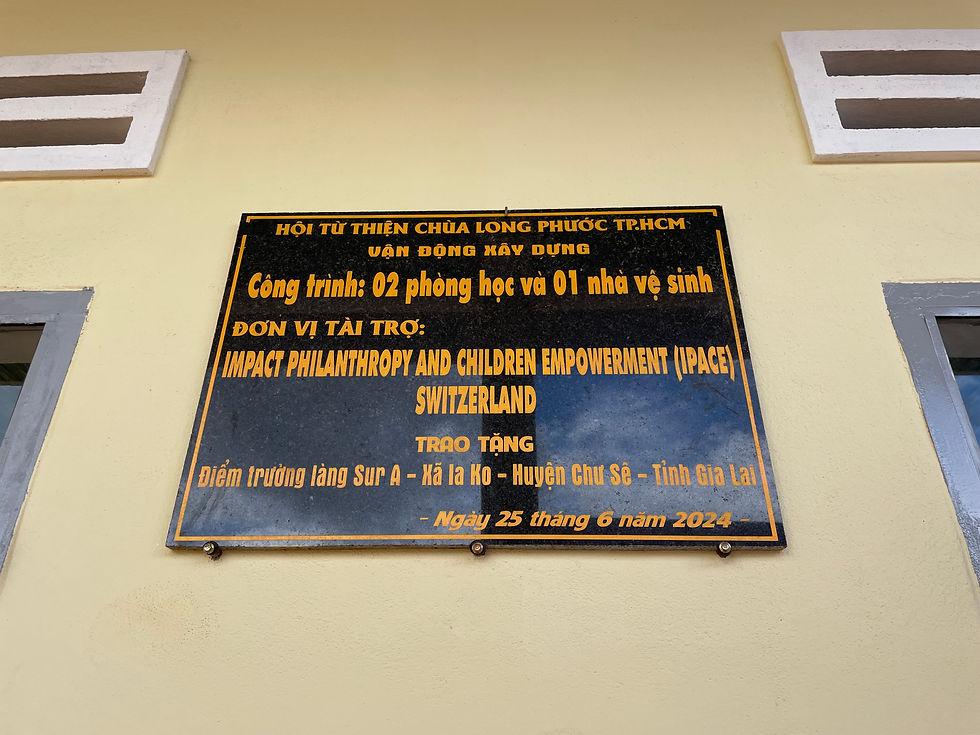 HỘI TỪ THIỆN CHÙA LONG PHƯỚC TP.HCM
VẬN ĐỘNG XÂY DỰNG
Công trình: 02 phòng học và 01 nhà vệ sinh
ĐƠN VỊ TÀI TRỢ:
IMPACT PHILANTHROPY AND CHILDREN EMPOWERMENT (IPACE)
SWITZERLAND
TRAO TẶNG
Điểm trường làng Sur A - Xã Ia Ko - Huyện Chư Sê - Tỉnh Gia Lai
- Ngày 25 tháng 6 năm 2024 -